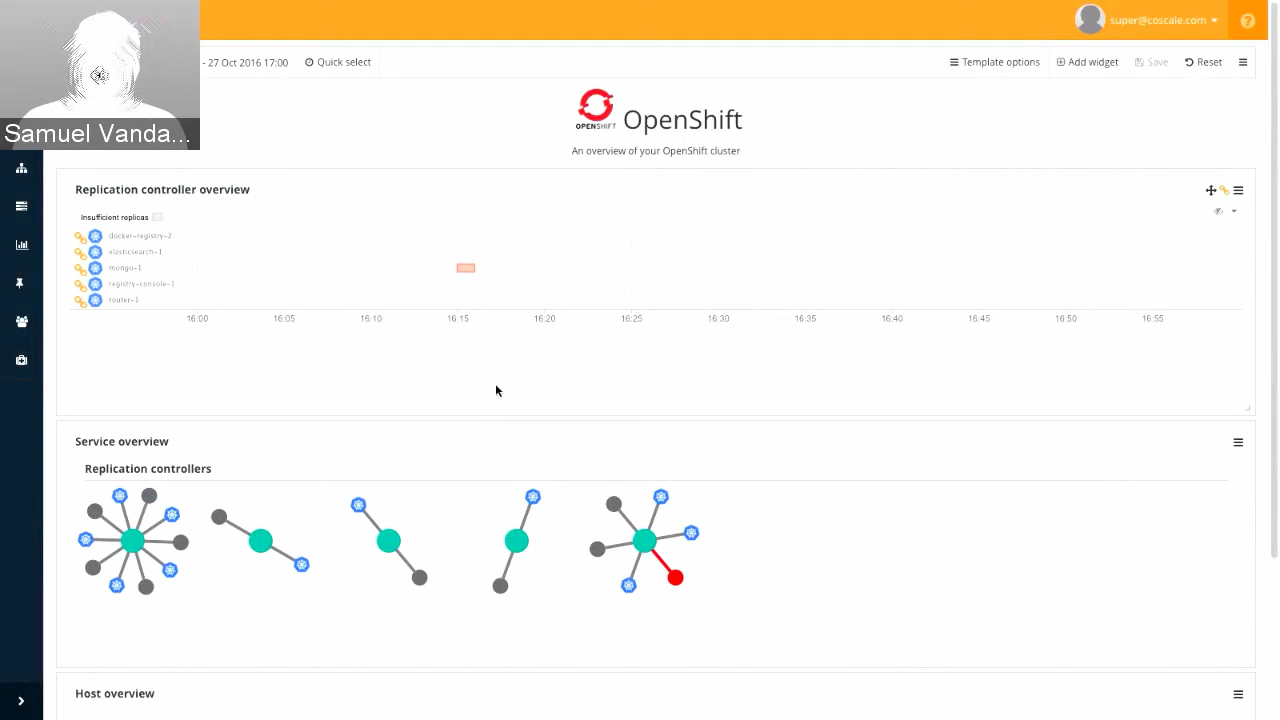 super@coscale.com
?
Samuel Vanda...
- 27 Oct 2016 17:00
Quick select
Template options
Add widget
Save
Reset
OPENSHIFT
OpenShift
An overview of your OpenShift cluster
Replication controller overview
Insufficient replicas
docker-registry-2
elasticsearch-1
mongo-1
registry-console-1
router-1
16:00 16:05 16:10 16:15 16:20 16:25 16:30 16:35 16:40 16:45 16:50 16:55
Service overview
Replication controllers
Host overview